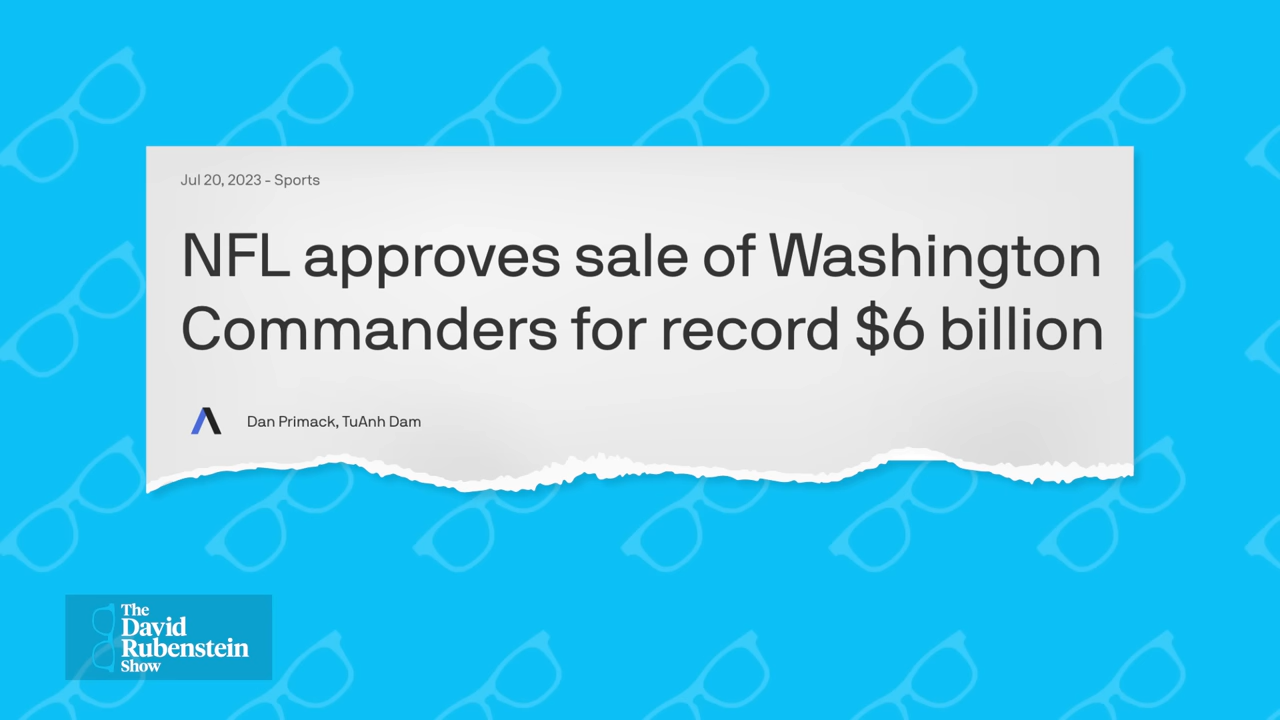 Jul 20, 2023 - Sports
NFL approves sale of Washington
Commanders for record $6 billion
Dan Primack, TuAnh Dam
The
David
Rubenstein
Show